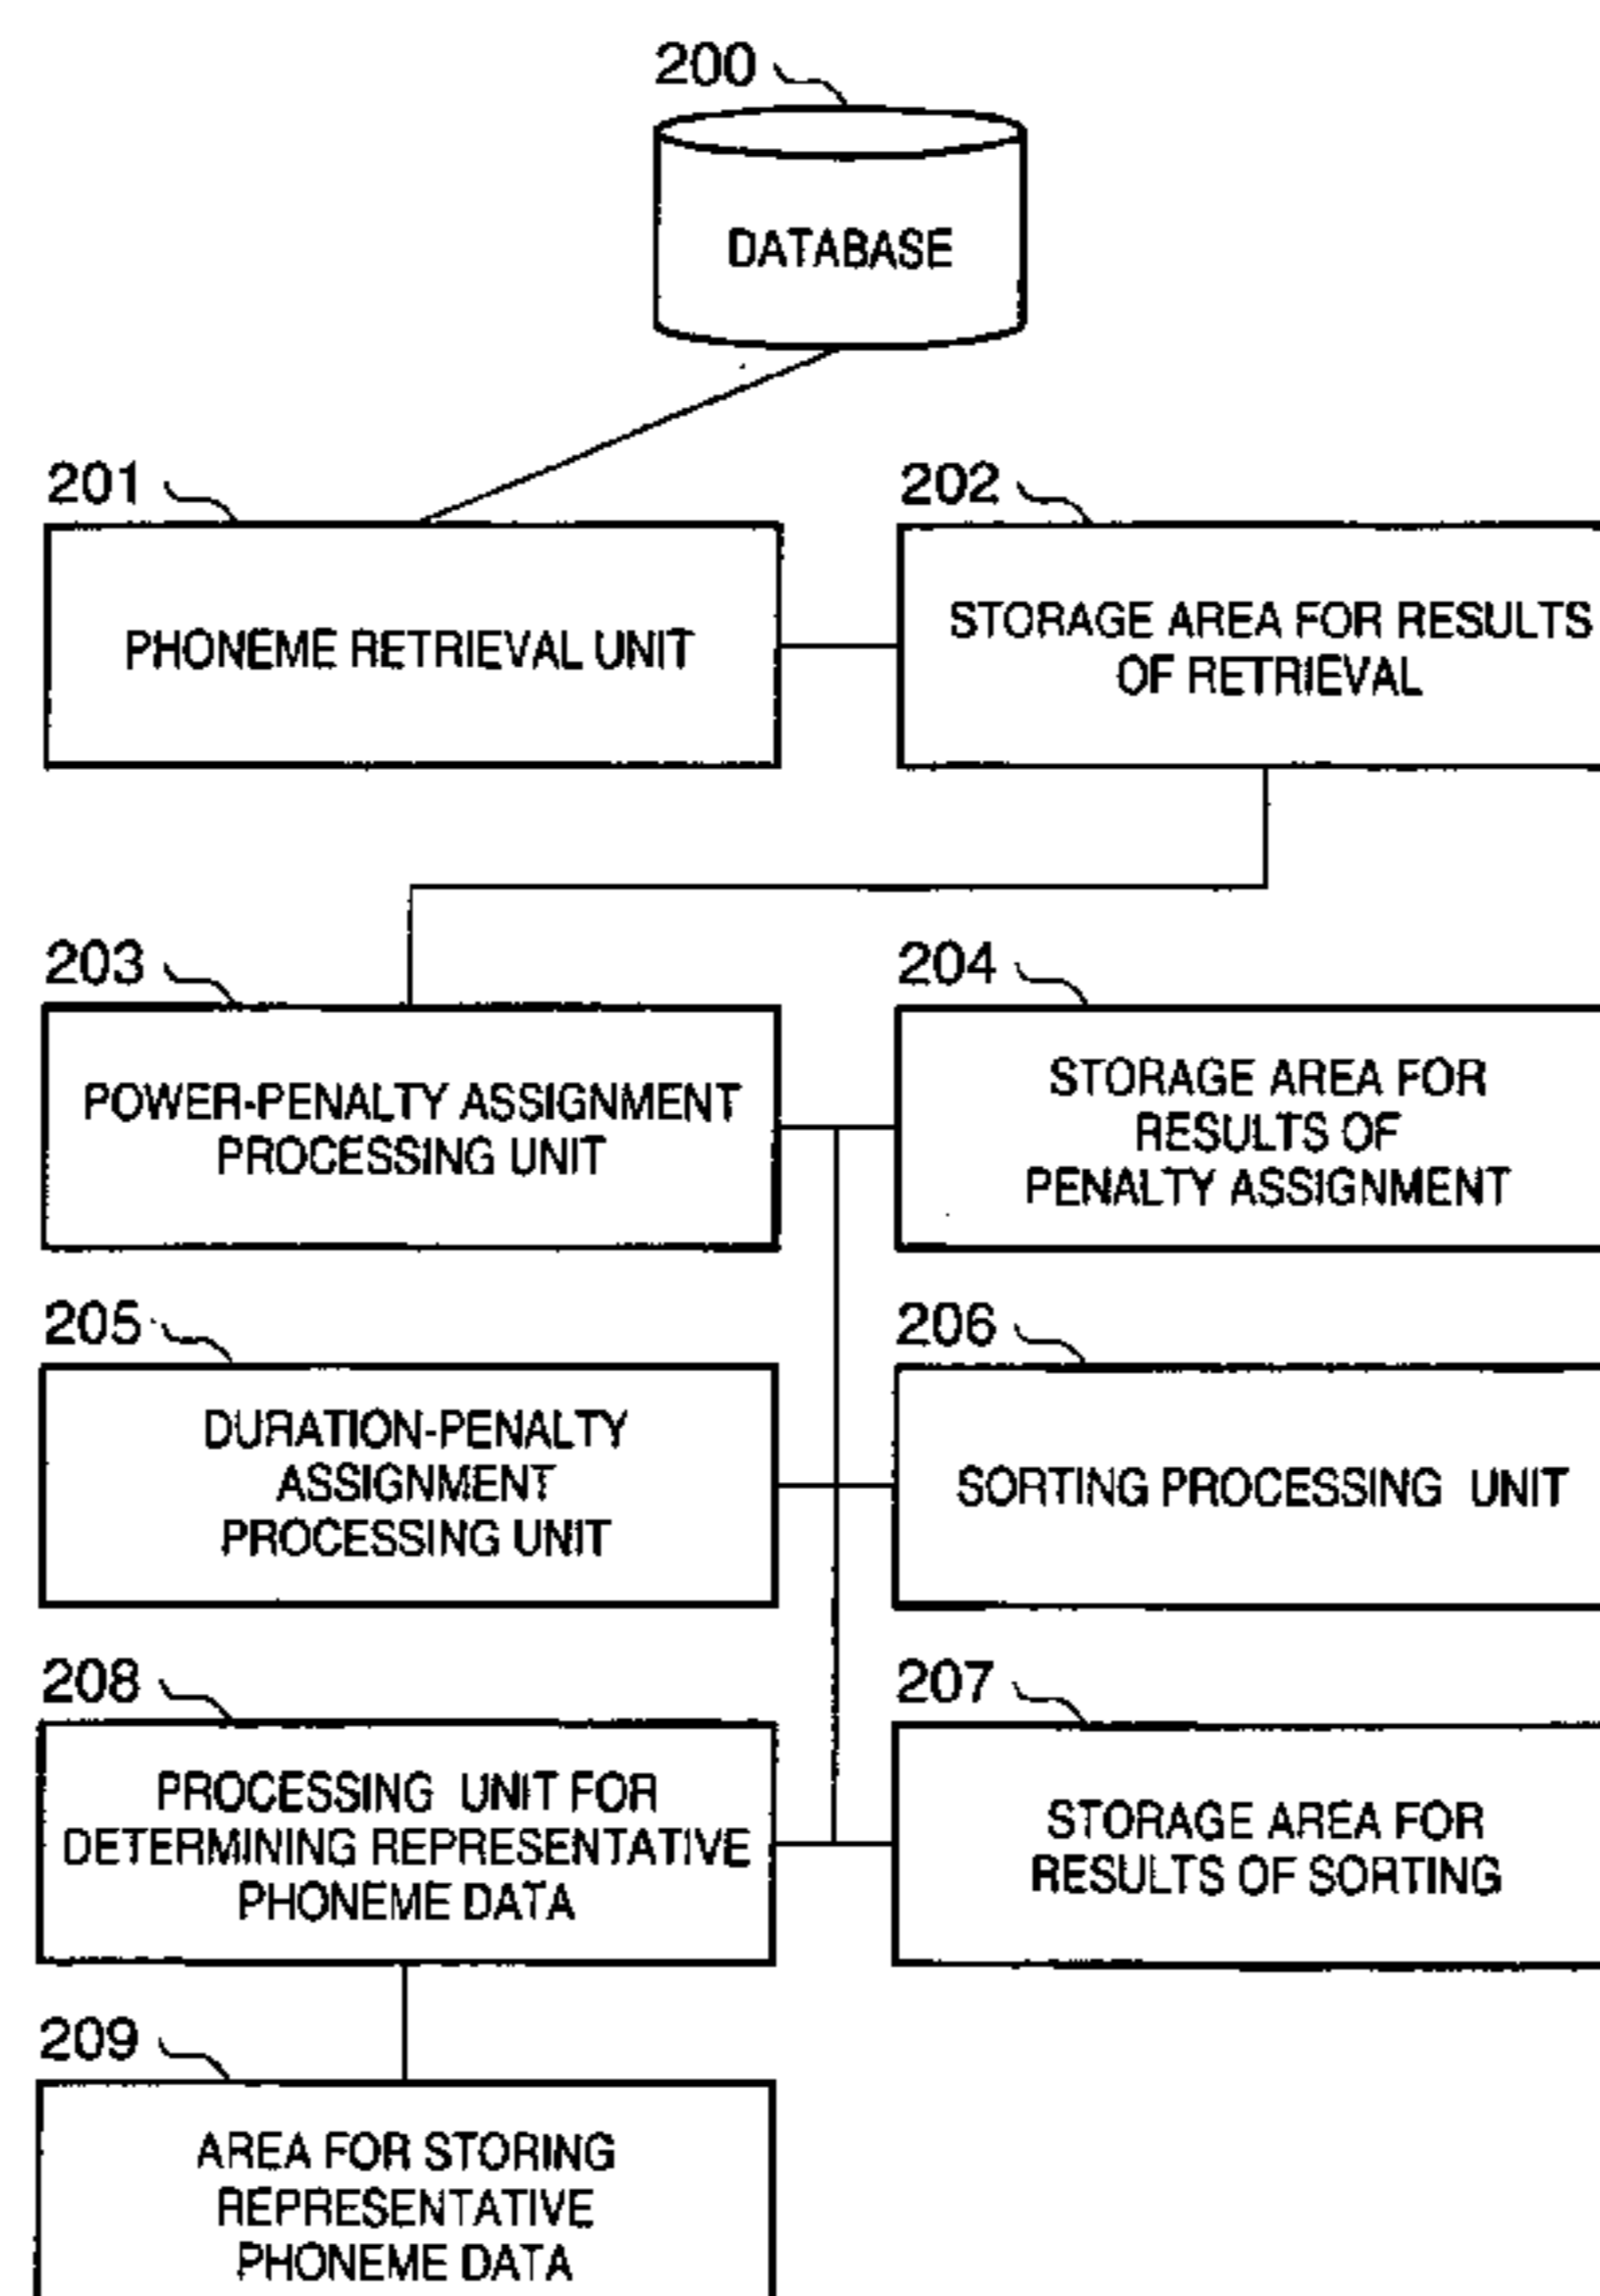 200
DATABASE
201
PHONEME RETRIEVAL UNIT
202
STORAGE AREA FOR RESULTS
OF RETRIEVAL
203
POWER-PENALTY ASSIGNMENT
PROCESSING UNIT
204
STORAGE AREA FOR
RESULTS OF
PENALTY ASSIGNMENT
205
DURATION-PENALTY
ASSIGNMENT
PROCESSING UNIT
206
SORTING PROCESSING UNIT
208
PROCESSING UNIT FOR
DETERMINING REPRESENTATIVE
PHONEME DATA
207
STORAGE AREA FOR
RESULTS OF SORTING
209
AREA FOR STORING
REPRESENTATIVE
PHONEME DATA